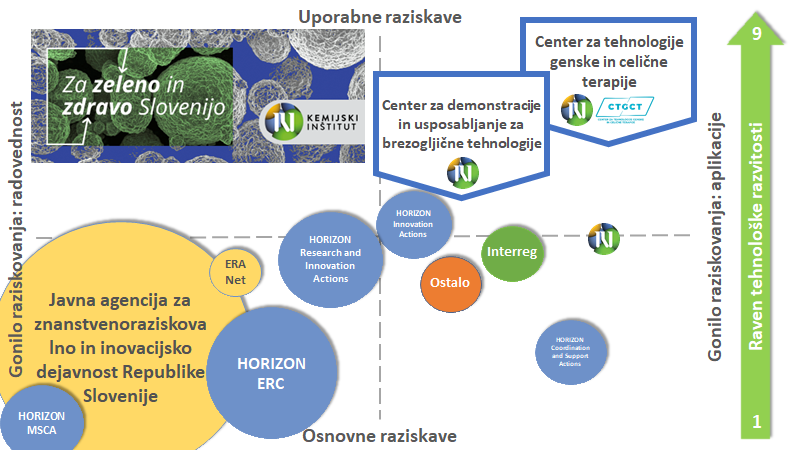 Uporabne raziskave
9
Za zeleno in
zdravo Slovenijo
KEMIJSKI
INŠTITUT
Center za tehnologije
genske in celične
terapije
CTGCT
Center za demonstracije
in usposabljanje za
brezogljične tehnologije
Gonilo raziskovanja: radovednost
Gonilo raziskovanja: aplikacije
Raven tehnološke razvitosti
HORIZON
Innovation
Actions
HORIZON
Research and
Innovation
Actions
Interreg
ERA
Net
Ostalo
Javna agencija za
znanstvenoraziskova
lno in inovacijsko
dejavnost Republike
Slovenije
HORIZON
ERC
HORIZON
Coordination
and Support
Actions
HORIZON
MSCA
1
Osnovne raziskave